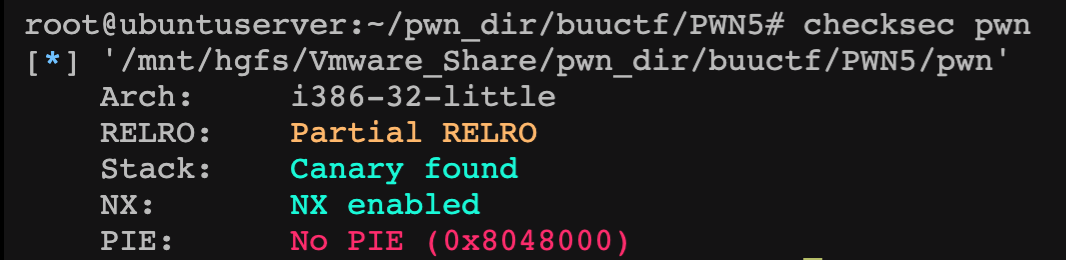 root@ubuntuserver:~/pwn_dir/buuctf/PWN5# checksec pwn
[*] '/mnt/hgfs/Vmware_Share/pwn_dir/buuctf/PWN5/pwn'
    Arch:     i386-32-little
    RELRO:    Partial RELRO
    Stack:    Canary found
    NX:       NX enabled
    PIE:      No PIE (0x8048000)